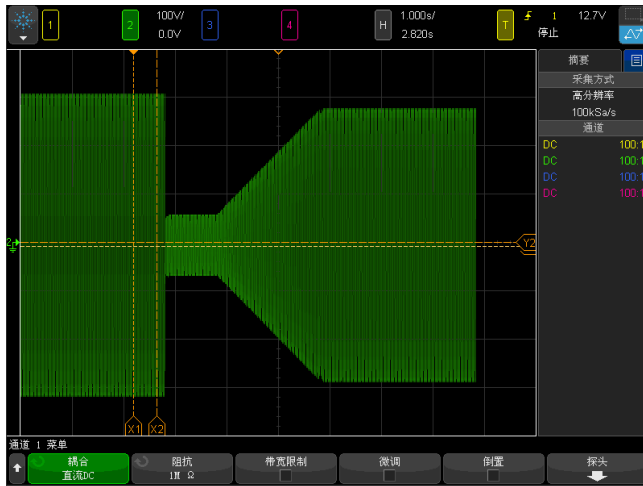 1
2
100V/
0.0V
3
4
H
1.000s/
2.820s
T
1
12.7V
停止
摘要
采集方式
高分辨率
100kSa/s
通道
DC 100:1
DC 100:1
DC 100:1
DC 100:1
2
Y2
X1
X2
通道 1 菜单
耦合
直流DC
阻抗
1M Ω
带宽限制
微调
倒置
探头